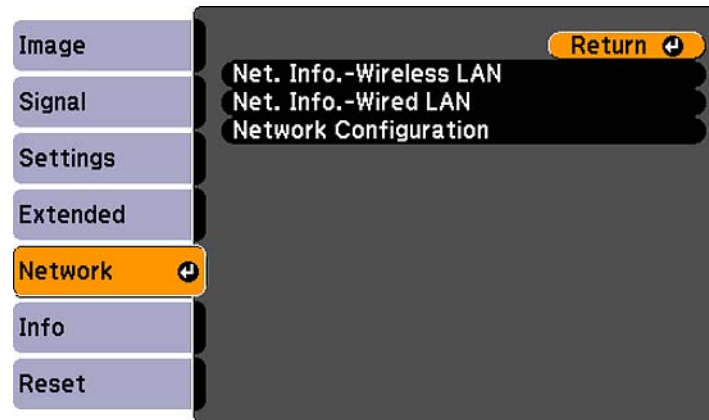 Image
Signal
Settings
Extended
Network
Info
Reset
Return
Net. Info.-Wireless LAN
Net. Info.-Wired LAN
Network Configuration